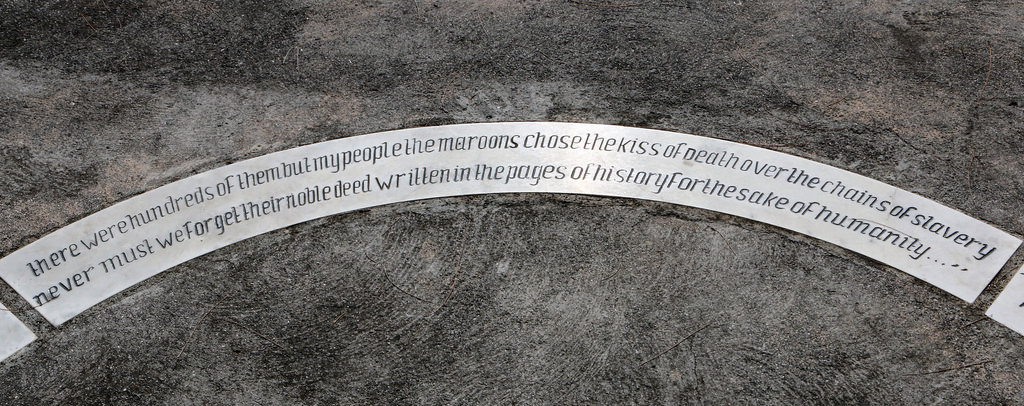 there were hundreds of them but my people the maroons chose the kiss of Death over the chains of slavery
never must we forget their noble deed written in the pages of history for the sake of humanity.....